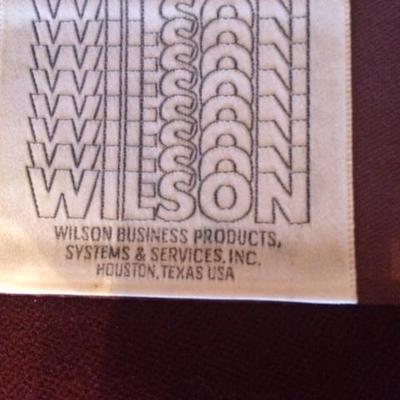 WILSON
WILSON
WILSON
WILSON
WILSON
WILSON
WILSON
WILSON
WILSON BUSINESS PRODUCTS,
SYSTEMS & SERVICES, INC.
HOUSTON, TEXAS USA